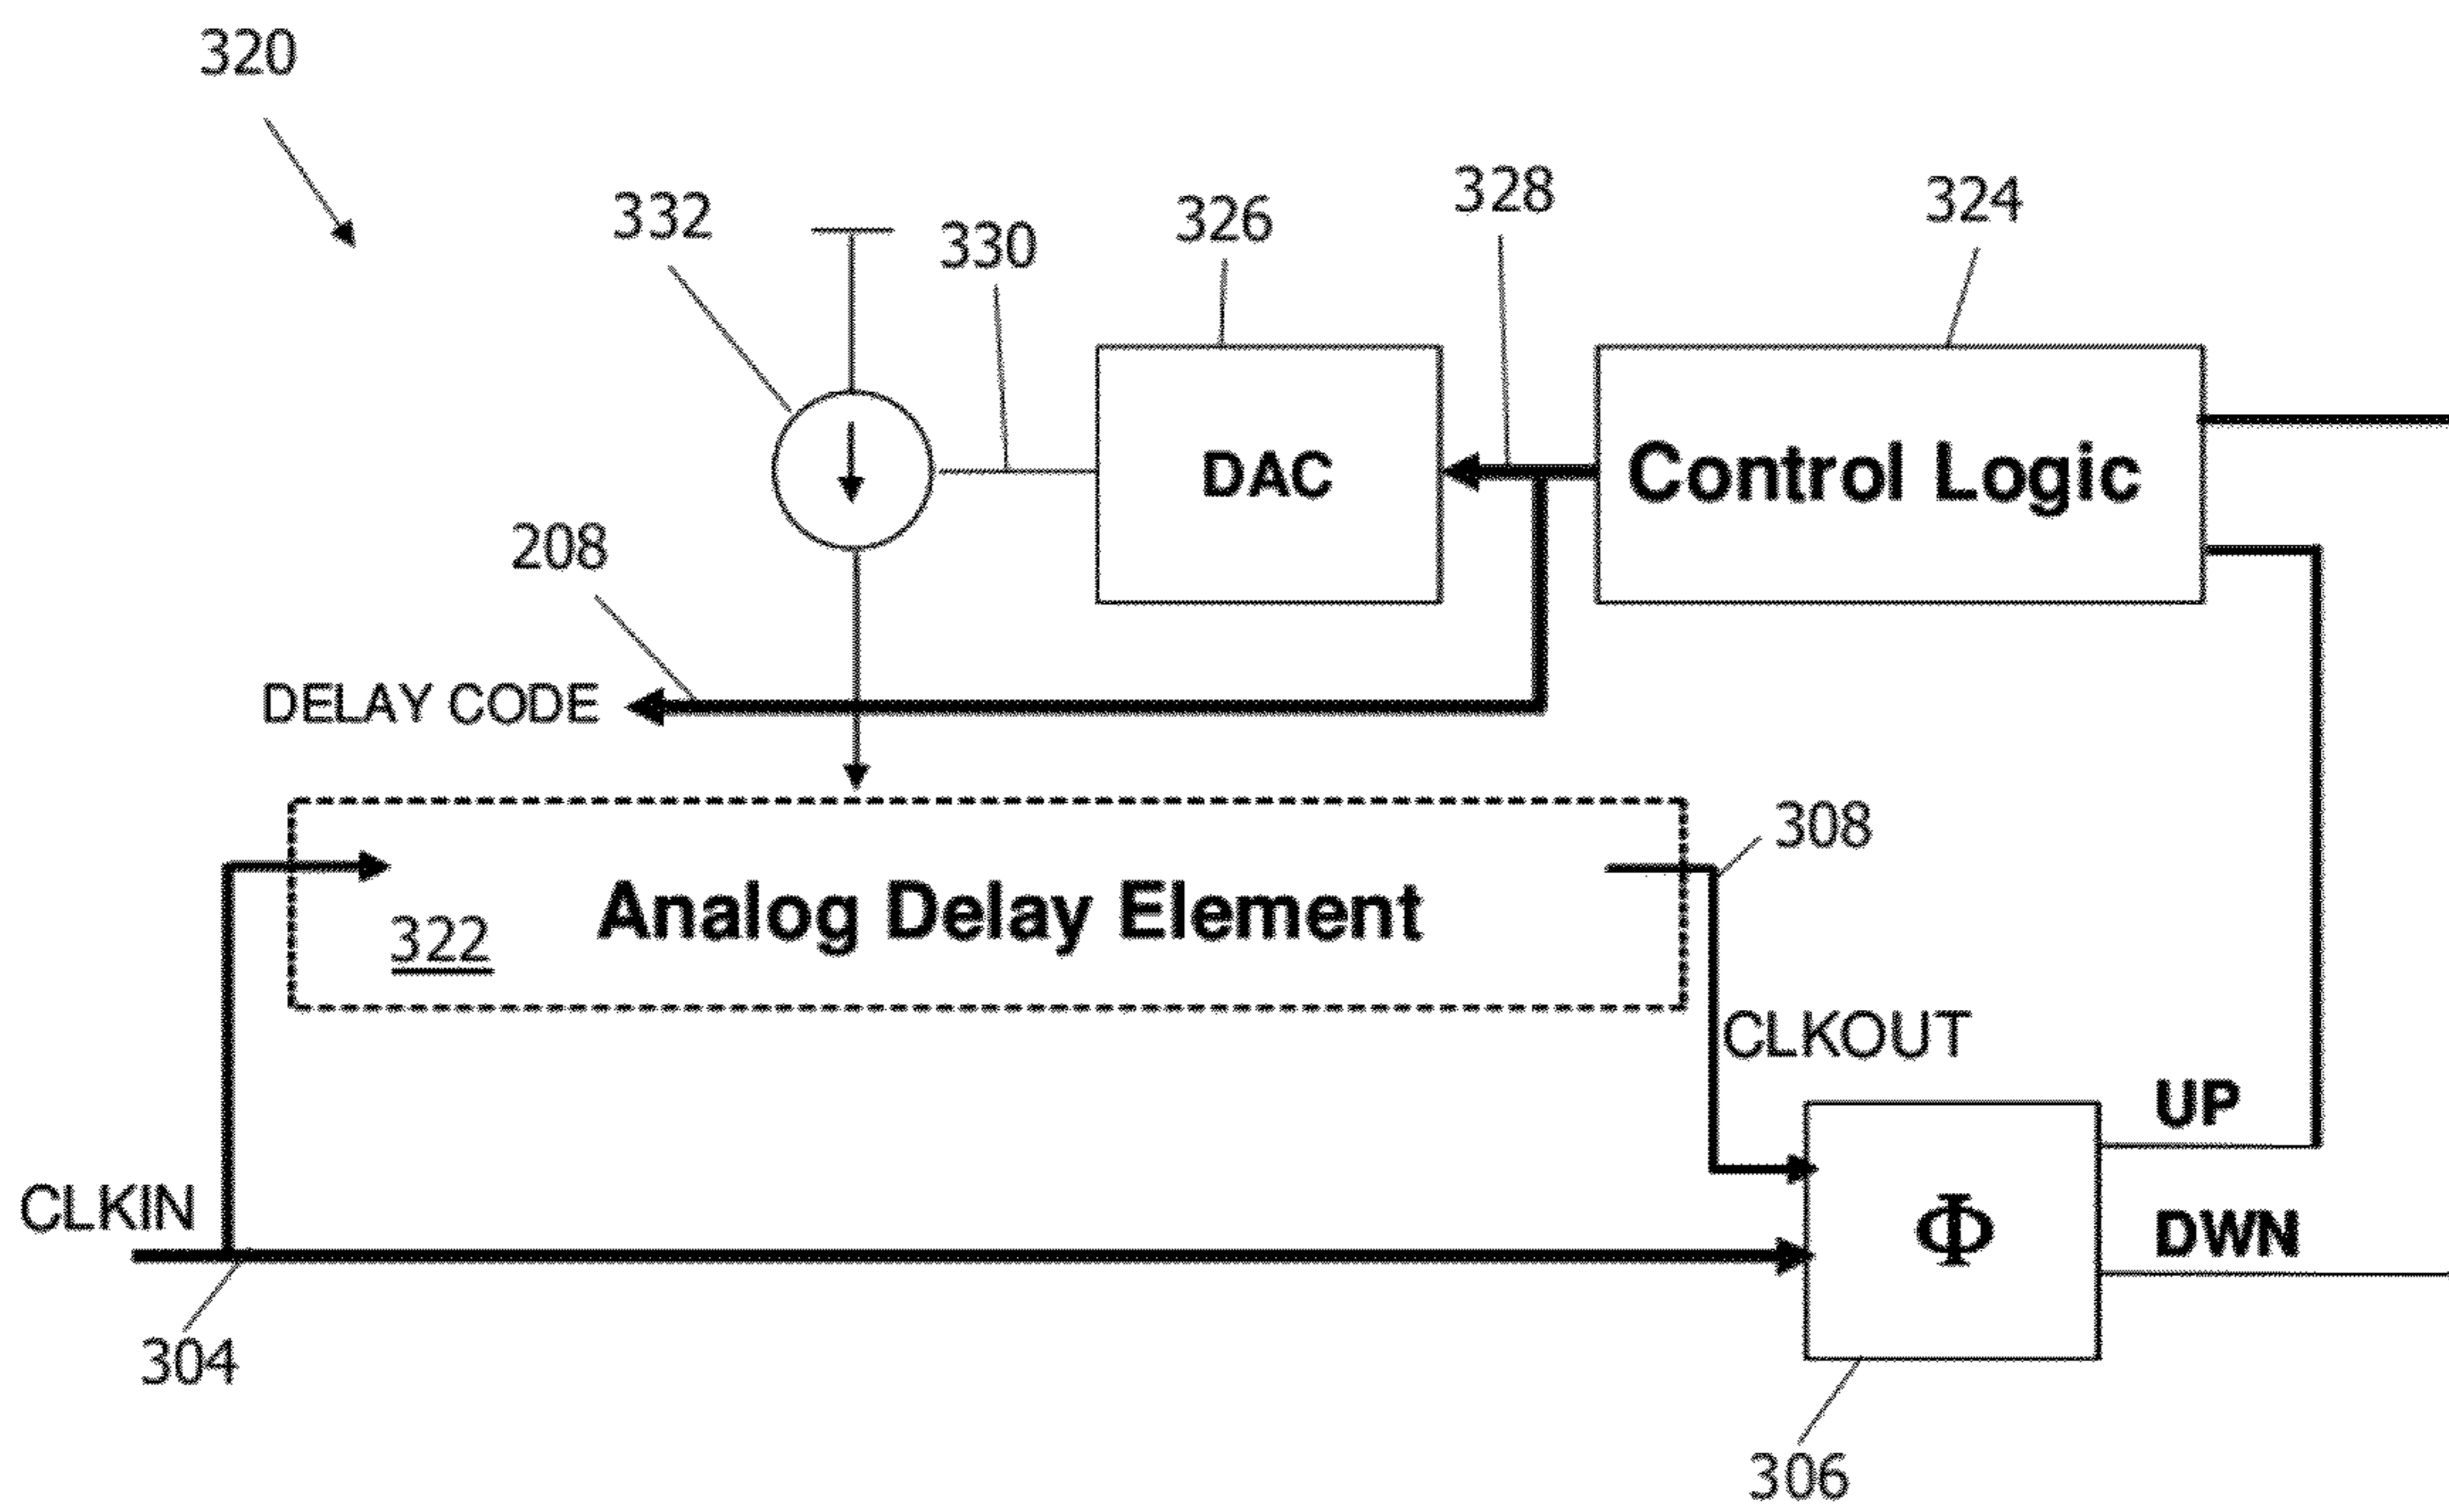 320
332
330
326
328
324
DAC
Control Logic
208
DELAY CODE
308
322
Analog Delay Element
CLKOUT
UP
CLKIN
Φ
DWN
304
306